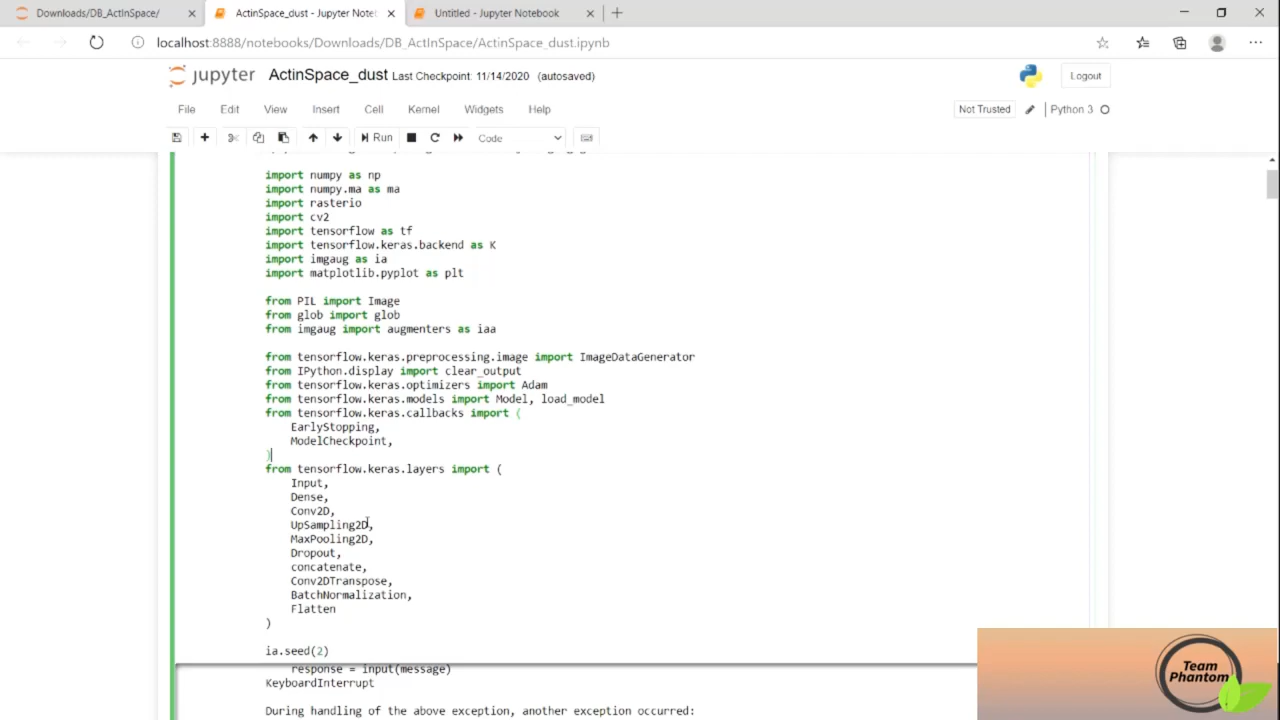 Downloads/DB_ActInSpace/
ActinSpace_dust - Jupyter Note
Untitled - Jupyter Notebook
localhost:8888/notebooks/Downloads/DB_ActInSpace/ActinSpace_dust.ipynb
jupyter ActinSpace_dust Last Checkpoint: 11/14/2020 (autosaved)
Logout
File Edit View Insert Cell Kernel Widgets Help
Not Trusted
Python 3
Run
Code
import numpy as np
import numpy.ma as ma
import rasterio
import cv2
import tensorflow as tf
import tensorflow.keras.backend as K
import imgaug as ia
import matplotlib.pyplot as plt
from PIL import Image
from glob import glob
from imgaug import augmenters as iaa
from tensorflow.keras.preprocessing.image import ImageDataGenerator
from IPython.display import clear_output
from tensorflow.keras.optimizers import Adam
from tensorflow.keras.models import Model, load_model
from tensorflow.keras.callbacks import (
EarlyStopping,
ModelCheckpoint,
)
from tensorflow.keras.layers import (
Input,
Dense,
Conv2D,
UpSampling2D,
MaxPooling2D,
Dropout,
concatenate,
Conv2DTranspose,
BatchNormalization,
Flatten
)
ia.seed(2)
response = input(message)
KeyboardInterrupt
During handling of the above exception, another exception occurred:
Team
Phantom